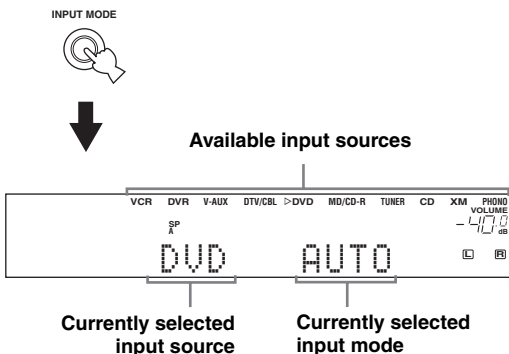 INPUT MODE
Available input sources
VCR DVR V-AUX DTV/CBL ▷DVD MD/CD-R TUNER CD XM PHONO
VOLUME
SP
A
-40.0 dB
DVD AUTO
L R
Currently selected input source
Currently selected input mode